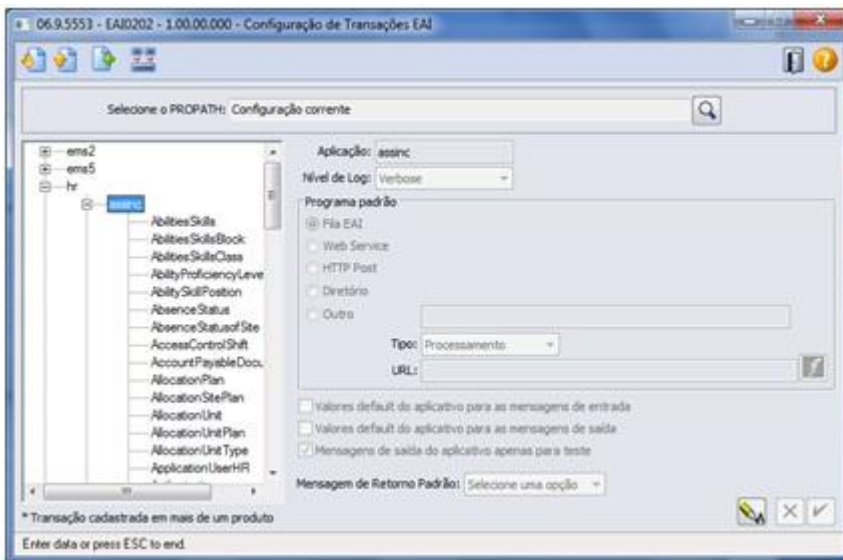 06.9.5553 - EAI0202 - 1.00.00.000 - Configuração de Transações EAI
Selecione o PROPATH: Configuração corrente
ems2
ems5
hr
assinc
AbilitiesSkills
AbilitiesSkillsBlock
AbilitiesSkillsClass
AbilityProficiencyLeve
AbilitySkillPosition
AbsenceStatus
AbsenceStatusofSite
AccessControlShift
AccountPayableDocu
AllocationPlan
AllocationSitePlan
AllocationUnit
AllocationUnitPlan
AllocationUnitType
ApplicationUserHR
* Transação cadastrada em mais de um produto
Aplicação: assinc
Nível de Log: Verbose
Programa padrão
Fila EAI
Web Service
HTTP Post
Diretório
Outro
Tipo: Processamento
URL:
Valores default do aplicativo para as mensagens de entrada
Valores default do aplicativo para as mensagens de saída
Mensagens de saída do aplicativo apenas para teste
Mensagem de Retorno Padrão: Selecione uma opção
Enter data or press ESC to end.